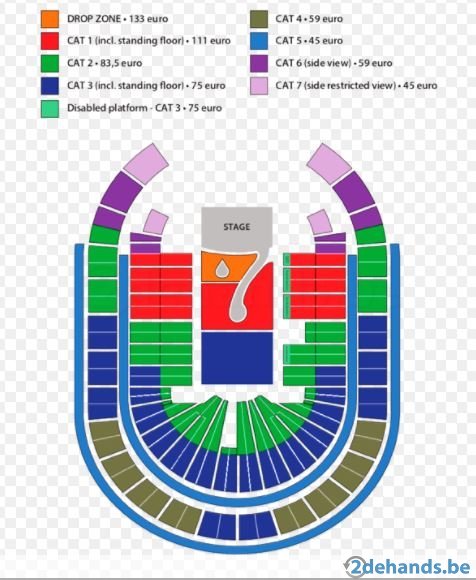 DROP ZONE • 133 euro
CAT 1 (incl. standing floor) • 111 euro
CAT 2 • 83,5 euro
CAT 3 (incl. standing floor) • 75 euro
Disabled platform - CAT 3 • 75 euro
CAT 4 • 59 euro
CAT 5 • 45 euro
CAT 6 (side view) • 59 euro
CAT 7 (side restricted view) • 45 euro
STAGE
2dehands.be